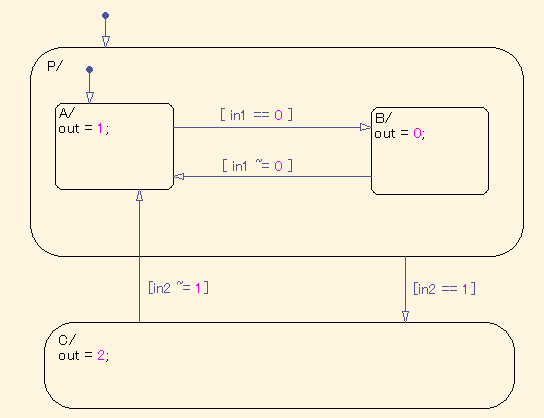 P/
A/
out = 1;
[ in1 == 0 ]
B/
out = 0;
[ in1 ~= 0 ]
[in2 ~= 1]
[in2 == 1]
C/
out = 2;